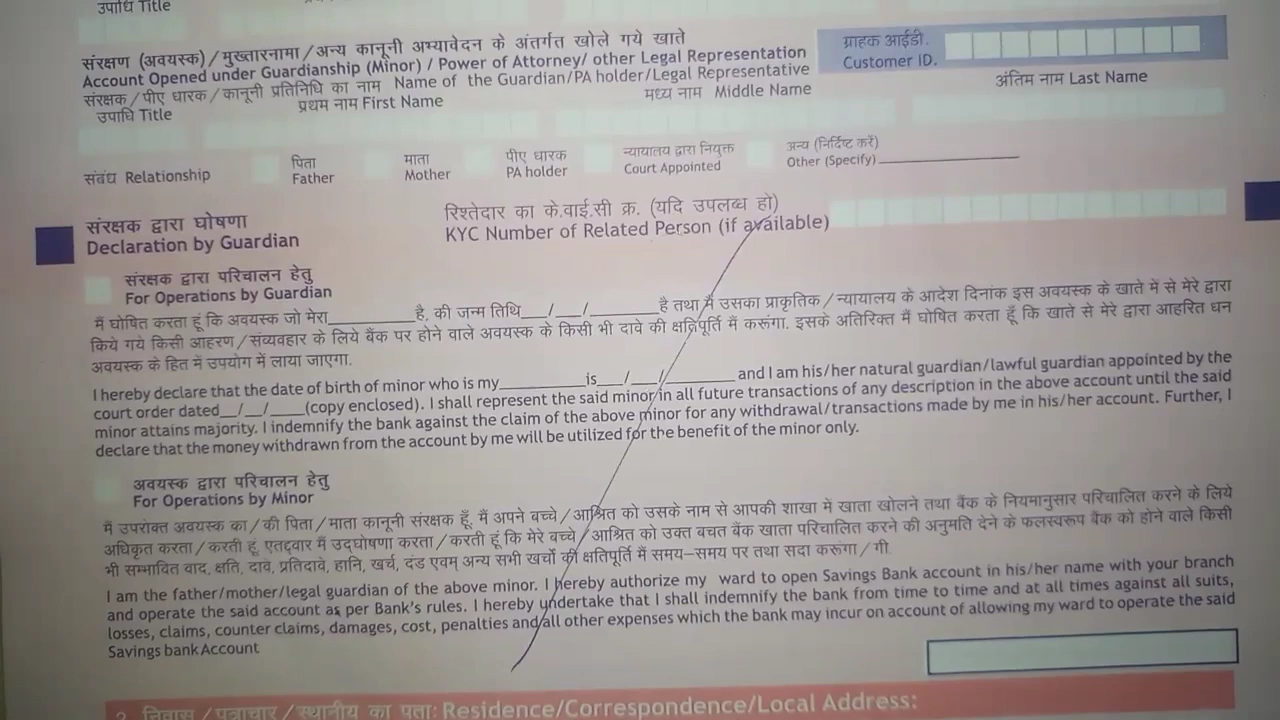 उपाधि Title
संरक्षण (अवयस्क) / मुख्तारनामा / अन्य कानूनी अभ्यावेदन के अंतर्गत खोले गये खाते
Account Opened under Guardianship (Minor) / Power of Attorney/ other Legal Representation
ग्राहक आईडी.
Customer ID.
संरक्षक / पीए धारक / कानूनी प्रतिनिधि का नाम Name of the Guardian/PA holder/Legal Representative
उपाधि Title प्रथम नाम First Name मध्य नाम Middle Name अंतिम नाम Last Name
संबंध Relationship
पिता
Father
माता
Mother
पीए धारक
PA holder
न्यायालय द्वारा नियुक्त
Court Appointed
अन्य (निर्दिष्ट करें)
Other (Specify)
संरक्षक द्वारा घोषणा
Declaration by Guardian
रिश्तेदार का के.वाई.सी क्र. (यदि उपलब्ध हो)
KYC Number of Related Person (if available)
संरक्षक द्वारा परिचालन हेतु
For Operations by Guardian
मैं घोषित करता हूं कि अवयस्क जो मेरा__________है. की जन्म तिथि___/___/________है तथा मैं उसका प्राकृतिक / न्यायालय के आदेश दिनांक इस अवयस्क के खाते में से मेरे द्वारा
किये गये किसी आहरण / संव्यवहार के लिये बैंक पर होने वाले अवयस्क के किसी भी दावे की क्षतिपूर्ति मैं करूंगा. इसके अतिरिक्त मैं घोषित करता हूँ कि खाते से मेरे द्वारा आहरित धन
अवयस्क के हित में उपयोग में लाया जाएगा.
I hereby declare that the date of birth of minor who is my__________is___/___/________ and I am his/her natural guardian/lawful guardian appointed by the
court order dated__/__/____(copy enclosed). I shall represent the said minor in all future transactions of any description in the above account until the said
minor attains majority. I indemnify the bank against the claim of the above minor for any withdrawal/transactions made by me in his/her account. Further, I
declare that the money withdrawn from the account by me will be utilized for the benefit of the minor only.
अवयस्क द्वारा परिचालन हेतु
For Operations by Minor
मैं उपरोक्त अवयस्क का / की पिता / माता कानूनी संरक्षक हूँ. मैं अपने बच्चे / आश्रित को उसके नाम से आपकी शाखा में खाता खोलने तथा बैंक के नियमानुसार परिचालित करने के लिये
अधिकृत करता / करती हूं. एतद्द्वार मैं उद्घोषणा करता / करती हूं कि मेरे बच्चे / आश्रित को उक्त बचत बैंक खाता परिचालित करने की अनुमति देने के फलस्वरूप बैंक को होने वाले किसी
भी सम्भावित वाद, क्षति, दावे, प्रतिदावे, हानि, खर्च, दंड एवम् अन्य सभी खर्चो की क्षतिपूर्ति मैं समय–समय पर तथा सदा करूंगा / गी.
I am the father/mother/legal guardian of the above minor. I hereby authorize my ward to open Savings Bank account in his/her name with your branch
and operate the said account as per Bank's rules. I hereby undertake that I shall indemnify the bank from time to time and at all times against all suits,
losses, claims, counter claims, damages, cost, penalties and all other expenses which the bank may incur on account of allowing my ward to operate the said
Savings bank Account
2. निवास / पत्राचार / स्थानीय का पता: Residence/Correspondence/Local Address: